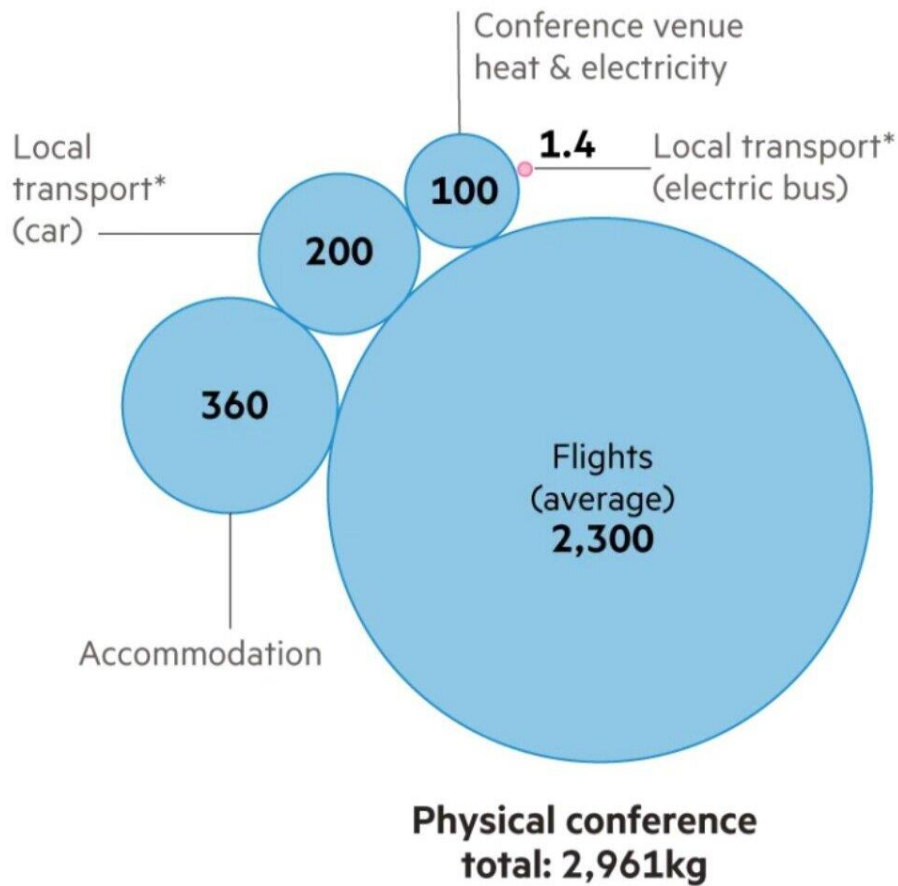 Conference venue
heat & electricity
1.4
Local transport*
(electric bus)
Local
transport*
(car)
100
200
360
Flights
(average)
2,300
Accommodation
Physical conference
total: 2,961kg